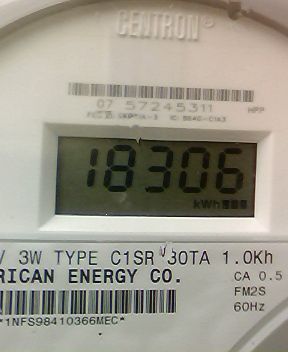 CENTRON®
07 57245311 HPP
18306
kWh
V 3W TYPE C1SR 30TA 1.0Kh
RICAN ENERGY CO. CA 0.5
FM2S
60Hz
*1NFS98410366MEC*